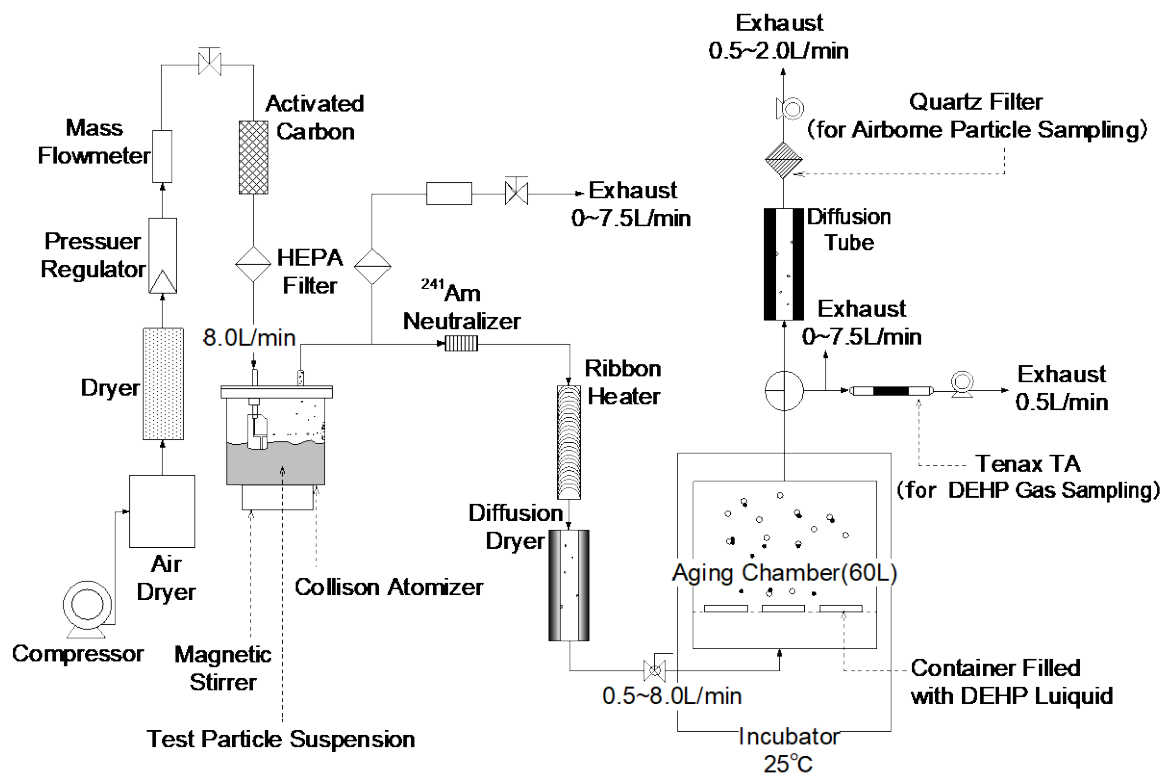 Exhaust
0.5~2.0L/min
Activated
Carbon
Quartz Filter
(for Airborne Particle Sampling)
Mass
Flowmeter
Exhaust
0~7.5L/min
Diffusion
Tube
Pressuer
Regulator
HEPA
Filter
241Am
Neutralizer
Exhaust
0~7.5L/min
8.0L/min
Dryer
Ribbon
Heater
Exhaust
0.5L/min
Tenax TA
(for DEHP Gas Sampling)
Diffusion
Dryer
Air
Dryer
Collison Atomizer
Aging Chamber(60L)
Compressor
Magnetic
Stirrer
Container Filled
with DEHP Luiquid
0.5~8.0L/min
Test Particle Suspension
Incubator
25℃